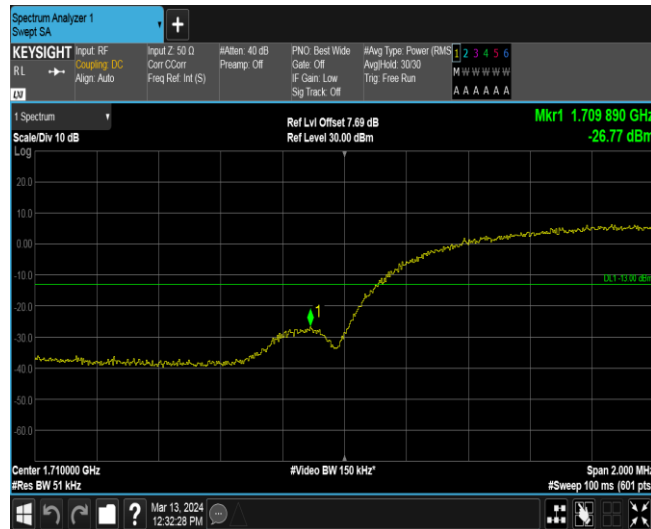 Spectrum Analyzer 1
Swept SA
KEYSIGHT
RL
LXI
Input: RF
Coupling: DC
Align: Auto
Input Z: 50 Ω
Corr CCorr
Freq Ref: Int (S)
#Atten: 40 dB
Preamp: Off
PNO: Best Wide
Gate: Off
IF Gain: Low
Sig Track: Off
#Avg Type: Power (RMS
Avg|Hold: 30/30
Trig: Free Run
1 2 3 4 5 6
M W W W W W
A A A A A A
1 Spectrum
Scale/Div 10 dB
Ref Lvl Offset 7.69 dB
Ref Level 30.00 dBm
Mkr1 1.709 890 GHz
-26.77 dBm
Log
20.0
10.0
0.00
-10.0
DL1 -13.00 dBm
1
-20.0
-30.0
-40.0
-50.0
-60.0
Center 1.710000 GHz
#Video BW 150 kHz*
Span 2.000 MHz
#Res BW 51 kHz
#Sweep 100 ms (601 pts
?
Mar 13, 2024
12:32:28 PM